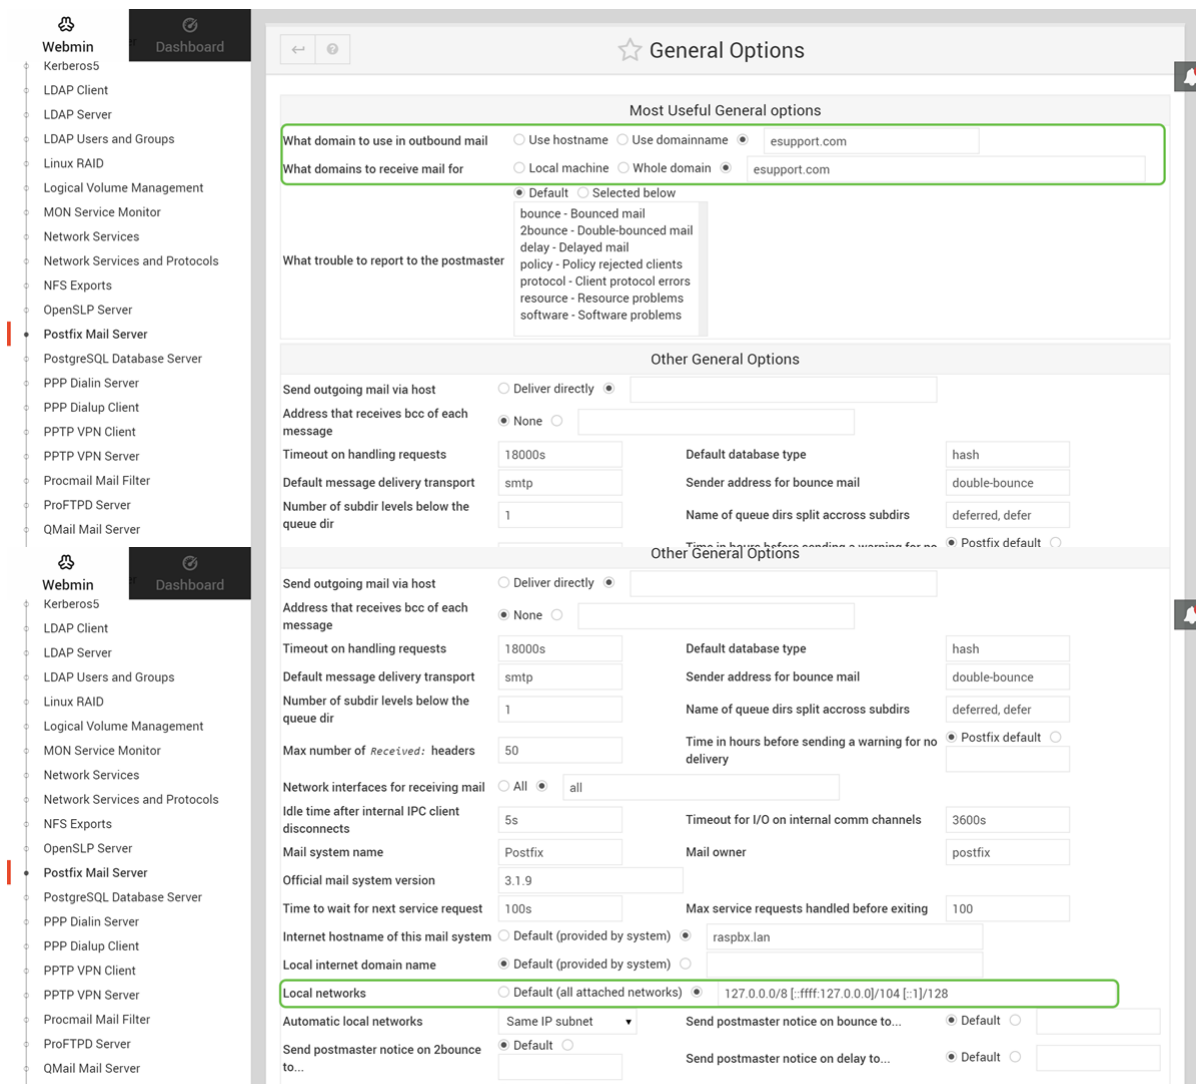 Webmin
Dashboard
Kerberos5
LDAP Client
LDAP Server
LDAP Users and Groups
Linux RAID
Logical Volume Management
MON Service Monitor
Network Services
Network Services and Protocols
NFS Exports
OpenSLP Server
Postfix Mail Server
PostgreSQL Database Server
PPP Dialin Server
PPP Dialup Client
PPTP VPN Client
PPTP VPN Server
Procmail Mail Filter
ProFTPD Server
QMail Mail Server
General Options
Most Useful General options
What domain to use in outbound mail Use hostname Use domainname esupport.com
What domains to receive mail for Local machine Whole domain esupport.com
What trouble to report to the postmaster
Default Selected below
bounce - Bounced mail
2bounce - Double-bounced mail
delay - Delayed mail
policy - Policy rejected clients
protocol - Client protocol errors
resource - Resource problems
software - Software problems
Other General Options
Send outgoing mail via host Deliver directly
Address that receives bcc of each
message
None
Timeout on handling requests 18000s Default database type hash
Default message delivery transport smtp Sender address for bounce mail double-bounce
Number of subdir levels below the
queue dir
1 Name of queue dirs split accross subdirs deferred, defer
Time in hours before sending a warning for no Postfix default
Webmin
Dashboard
Kerberos5
LDAP Client
LDAP Server
LDAP Users and Groups
Linux RAID
Logical Volume Management
MON Service Monitor
Network Services
Network Services and Protocols
NFS Exports
OpenSLP Server
Postfix Mail Server
PostgreSQL Database Server
PPP Dialin Server
PPP Dialup Client
PPTP VPN Client
PPTP VPN Server
Procmail Mail Filter
ProFTPD Server
QMail Mail Server
Other General Options
Send outgoing mail via host Deliver directly
Address that receives bcc of each
message
None
Timeout on handling requests 18000s Default database type hash
Default message delivery transport smtp Sender address for bounce mail double-bounce
Number of subdir levels below the
queue dir
1 Name of queue dirs split accross subdirs deferred, defer
Max number of Received: headers 50
Time in hours before sending a warning for no
delivery
Postfix default
Network interfaces for receiving mail All all
Idle time after internal IPC client
disconnects
5s Timeout for I/O on internal comm channels 3600s
Mail system name Postfix Mail owner postfix
Official mail system version 3.1.9
Time to wait for next service request 100s Max service requests handled before exiting 100
Internet hostname of this mail system Default (provided by system) raspbx.lan
Local internet domain name Default (provided by system)
Local networks Default (all attached networks) 127.0.0.0/8 [::ffff:127.0.0.0]/104 [::1]/128
Automatic local networks Same IP subnet Send postmaster notice on bounce to... Default
Send postmaster notice on 2bounce
to...
Default
Send postmaster notice on delay to... Default